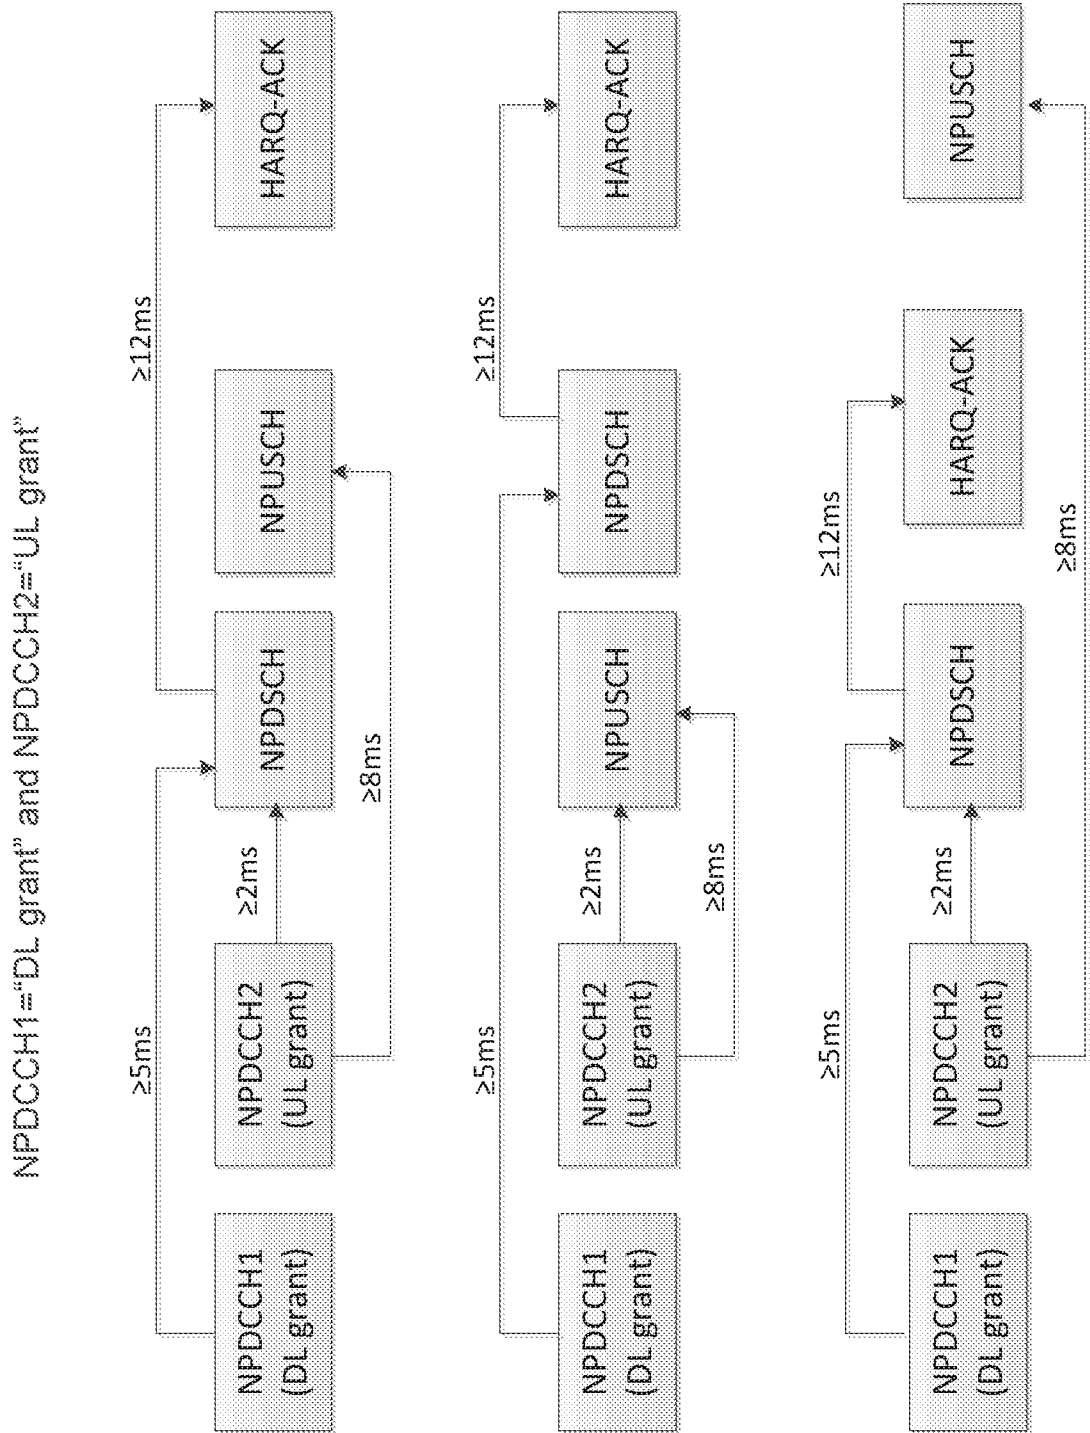 NPDCCH1="DL grant" and NPDCCH2="UL grant"
≥5ms
≥12ms
NPDCCH1
(DL grant)
NPDCCH2
(UL grant)
≥2ms
NPDSCH
NPUSCH
HARQ-ACK
≥8ms
≥5ms
≥12ms
NPDCCH1
(DL grant)
NPDCCH2
(UL grant)
≥2ms
NPUSCH
NPDSCH
HARQ-ACK
≥8ms
≥5ms
≥12ms
NPDCCH1
(DL grant)
NPDCCH2
(UL grant)
≥2ms
NPDSCH
HARQ-ACK
NPUSCH
≥8ms